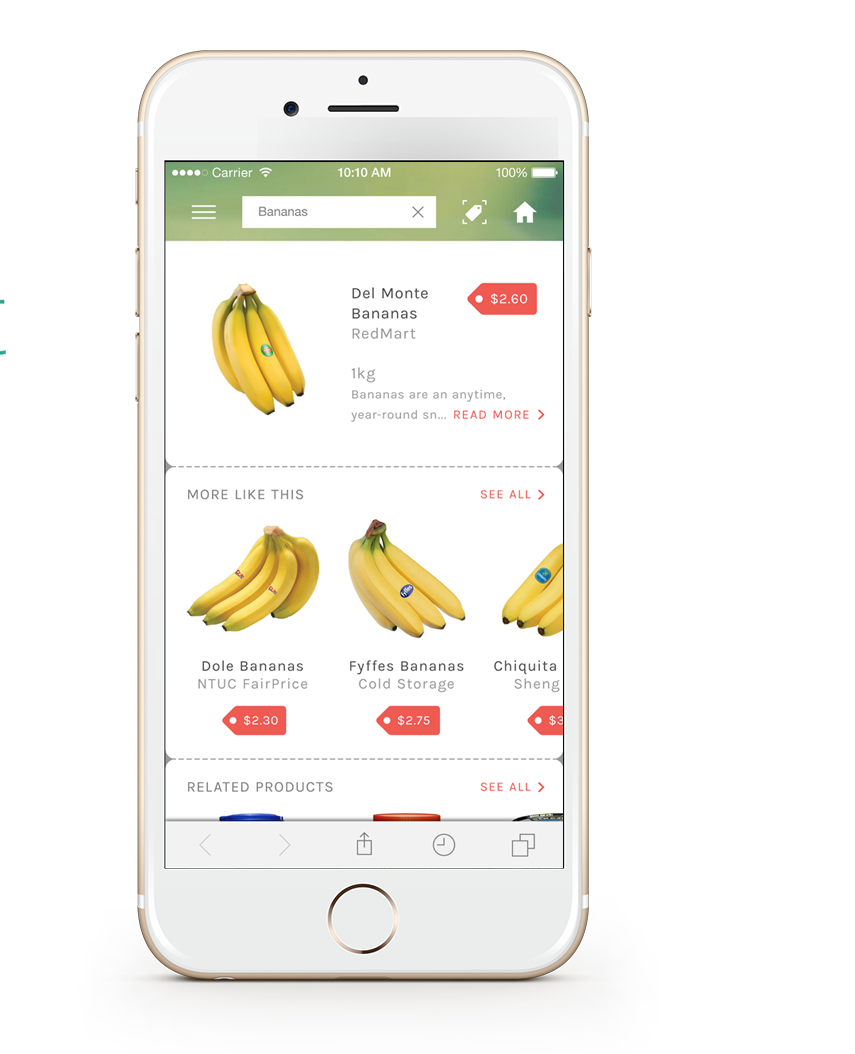 Carrier
10:10 AM
100%
Bananas
Del Monte
Bananas
$2.60
RedMart
1kg
Bananas are an anytime,
year-round sn... READ MORE
MORE LIKE THIS
SEE ALL
Dole Bananas
Fyffes Bananas
Chiquita
NTUC FairPrice
Cold Storage
Sheng
$2.30
$2.75
$3
RELATED PRODUCTS
SEE ALL